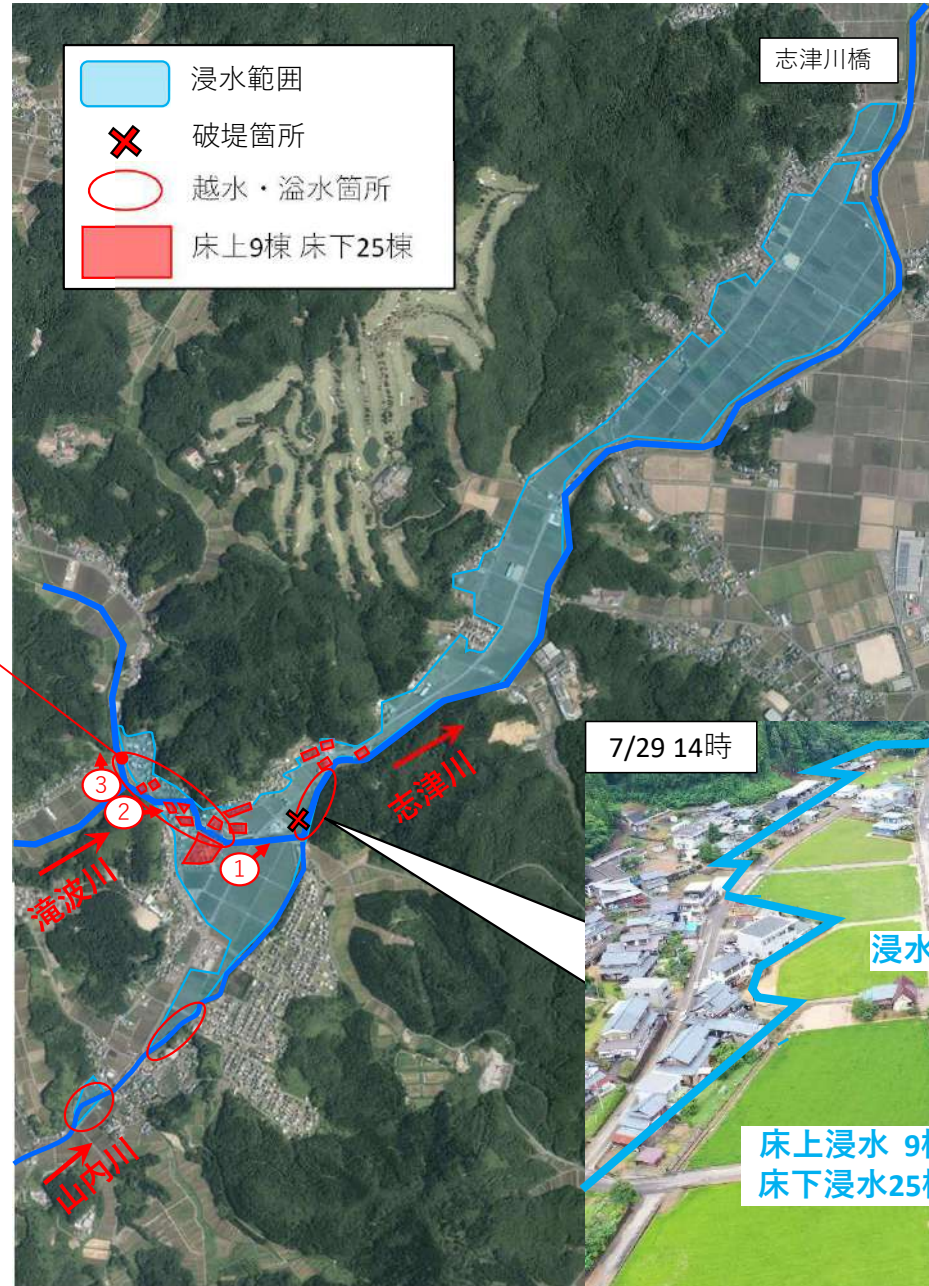 志津川橋
浸水範囲
破堤箇所
越水・溢水箇所
床上9棟 床下25棟
志津川
7/29 14時
3
2
1
滝波川
山内川
浸水
床上浸水 9
床下浸水25